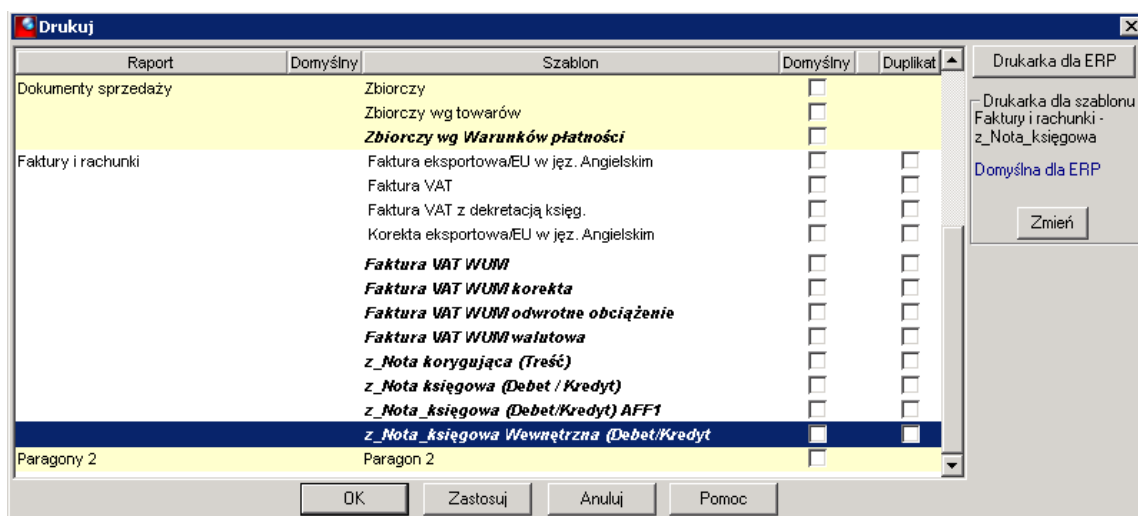 Drukuj
Raport Domyślny Szablon Domyślny Duplikat
Drukarka dla ERP
Dokumenty sprzedaży Zbiorczy
Zbiorczy wg towarów
Zbiorczy wg Warunków płatności
Faktury i rachunki Faktura eksportowa/EU w jęz. Angielskim
Faktura VAT
Faktura VAT z dekretacją księg.
Korekta eksportowa/EU w jęz. Angielskim
Faktura VAT WUM
Faktura VAT WUM korekta
Faktura VAT WUM odwrotne obciążenie
Faktura VAT WUM walutowa
z_Nota korygująca (Treść)
z_Nota księgowa (Debet / Kredyt)
z_Nota_księgowa (Debet/Kredyt) AFF1
z_Nota_księgowa Wewnętrzna (Debet/Kredyt
Paragony 2 Paragon 2
Drukarka dla szablonu
Faktury i rachunki -
z_Nota_księgowa
Domyślna dla ERP
Zmień
OK Zastosuj Anuluj Pomoc